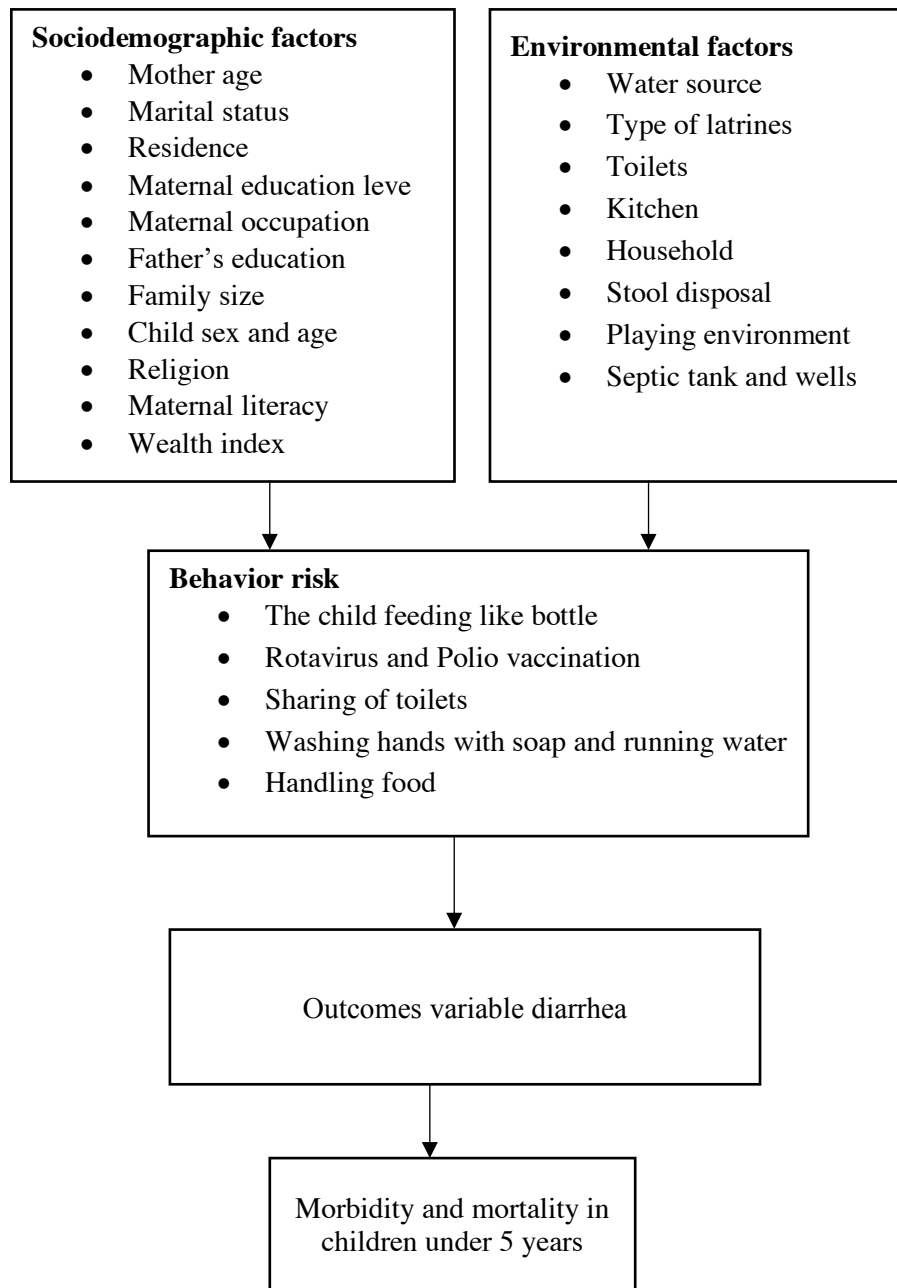 Sociodemographic factors
• Mother age
• Marital status
• Residence
• Maternal education leve
• Maternal occupation
• Father’s education
• Family size
• Child sex and age
• Religion
• Maternal literacy
• Wealth index
Environmental factors
• Water source
• Type of latrines
• Toilets
• Kitchen
• Household
• Stool disposal
• Playing environment
• Septic tank and wells
Behavior risk
• The child feeding like bottle
• Rotavirus and Polio vaccination
• Sharing of toilets
• Washing hands with soap and running water
• Handling food
Outcomes variable diarrhea
Morbidity and mortality in
children under 5 years